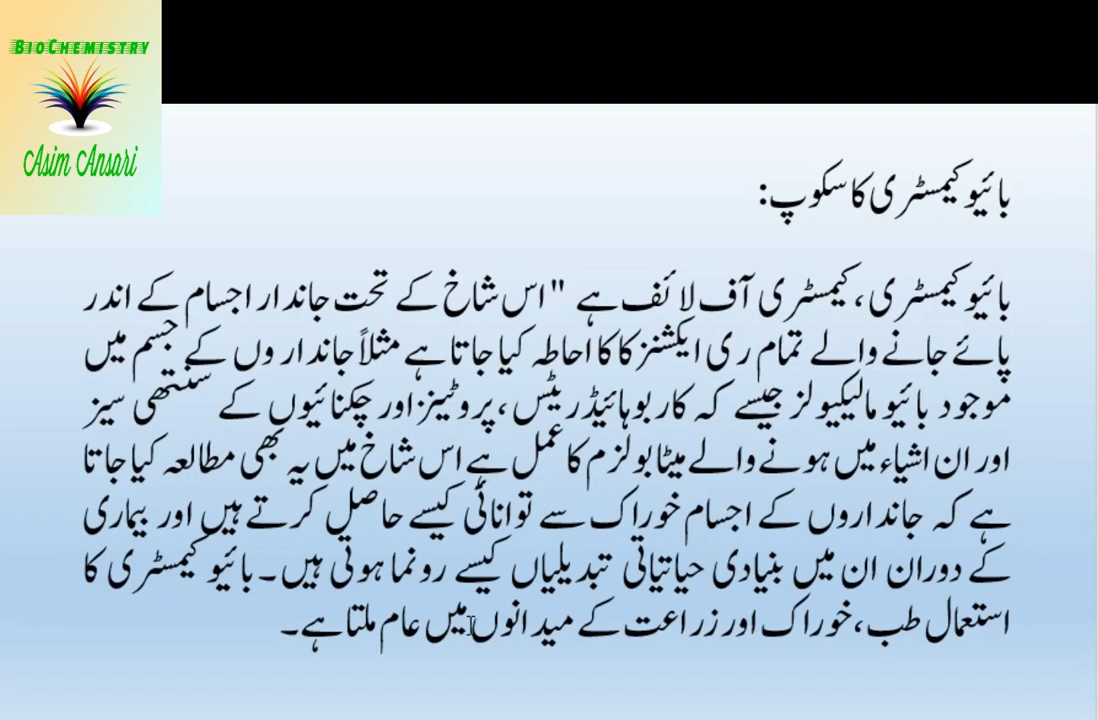 BIOCHEMISTRY
Asim Ansari
بائیو کیمسٹری کا سکوپ:
بائیو کیمسٹری، کیمسٹری آف لائف ہے "اس شاخ کے تحت جاندار اجسام کے اندر
پائے جانے والے تمام ری ایکشنز کا کا احاطہ کیا جاتا ہے مثلاً جاندار وں کے جسم میں
موجود بائیو مالیکیولز جیسے کہ کاربوہائیڈریٹس، پروٹینز اور چکنائیوں کے سنتھی سیز
اور ان اشیاء میں ہونے والے میٹابولزم کا عمل ہے اس شاخ میں یہ بھی مطالعہ کیا جاتا
ہے کہ جانداروں کے اجسام خوراک سے توانائی کیسے حاصل کرتے ہیں اور بیماری
کے دوران ان میں بنیادی حیاتیاتی تبدیلیاں کیسے رونما ہوتی ہیں۔ بائیو کیمسٹری کا
استعمال طب، خوراک اور زراعت کے میدانوں میں عام ملتا ہے۔